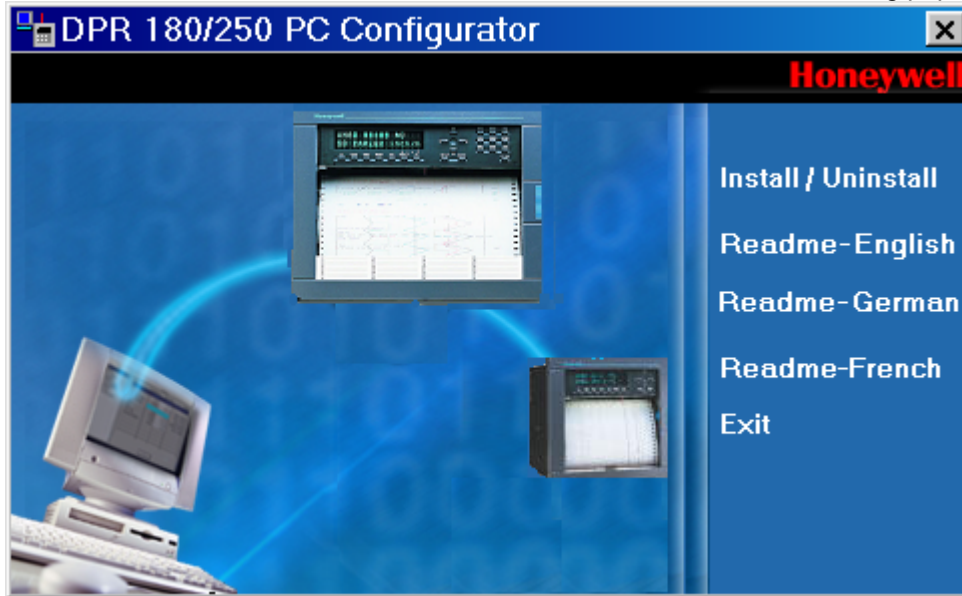 DPR 180/250 PC Configurator
Honeywell
Install / Uninstall
Readme-English
Readme-German
Readme-French
Exit